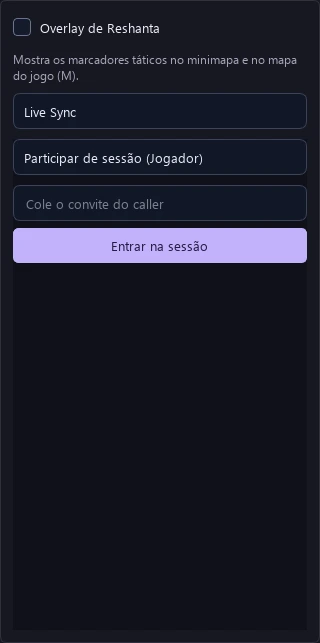 Overlay de Reshanta
Mostra os marcadores táticos no minimapa e no mapa
do jogo (M).
Live Sync
Participar de sessão (Jogador)
Cole o convite do caller
Entrar na sessão